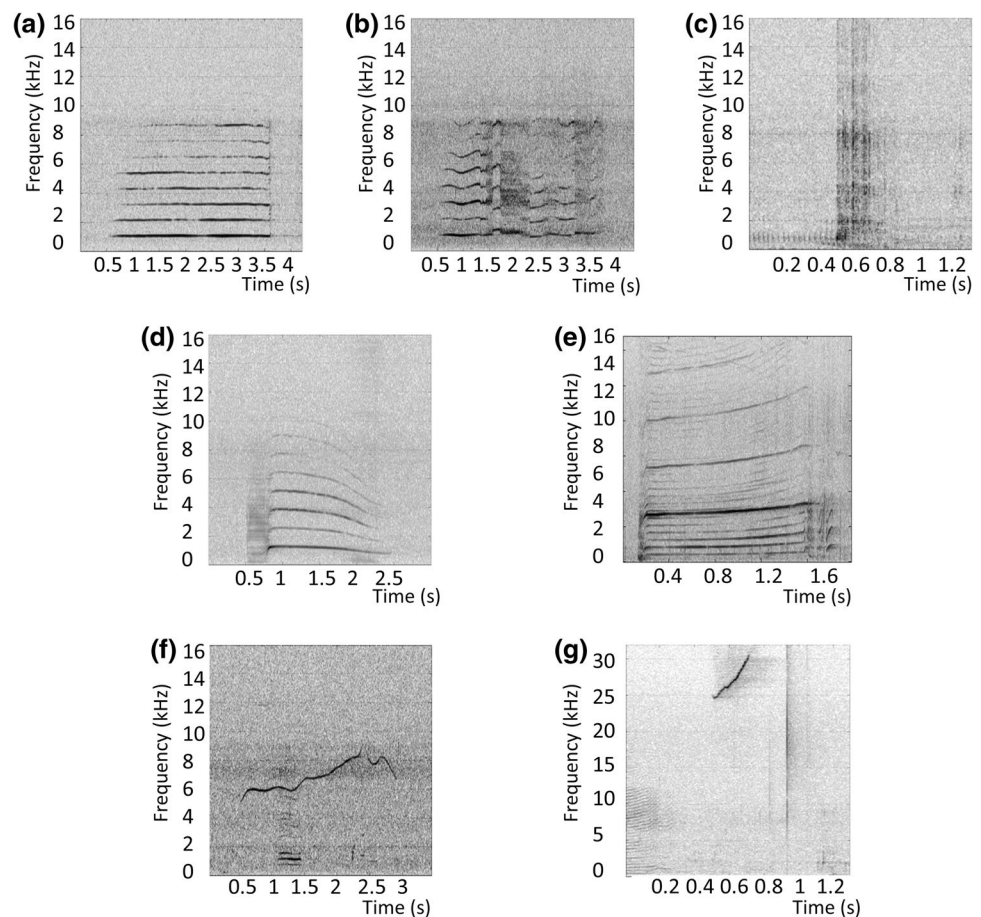 (a)
Frequency (kHz)
16
14
12
10
8
6
4
2
0
0.5 1 1.5 2 2.5 3 3.5 4
Time (s)
(b)
Frequency (kHz)
16
14
12
10
8
6
4
2
0
0.5 1 1.5 2 2.5 3 3.5 4
Time (s)
(c)
Frequency (kHz)
16
14
12
10
8
6
4
2
0
0.2 0.4 0.6 0.8 1 1.2
Time (s)
(d)
Frequency (kHz)
16
14
12
10
8
6
4
2
0
0.5 1 1.5 2 2.5
Time (s)
(e)
Frequency (kHz)
16
14
12
10
8
6
4
2
0
0.4 0.8 1.2 1.6
Time (s)
(f)
Frequency (kHz)
16
14
12
10
8
6
4
2
0
0.5 1 1.5 2 2.5 3
Time (s)
(g)
Frequency (kHz)
30
25
20
15
10
5
0
0.2 0.4 0.6 0.8 1 1.2
Time (s)